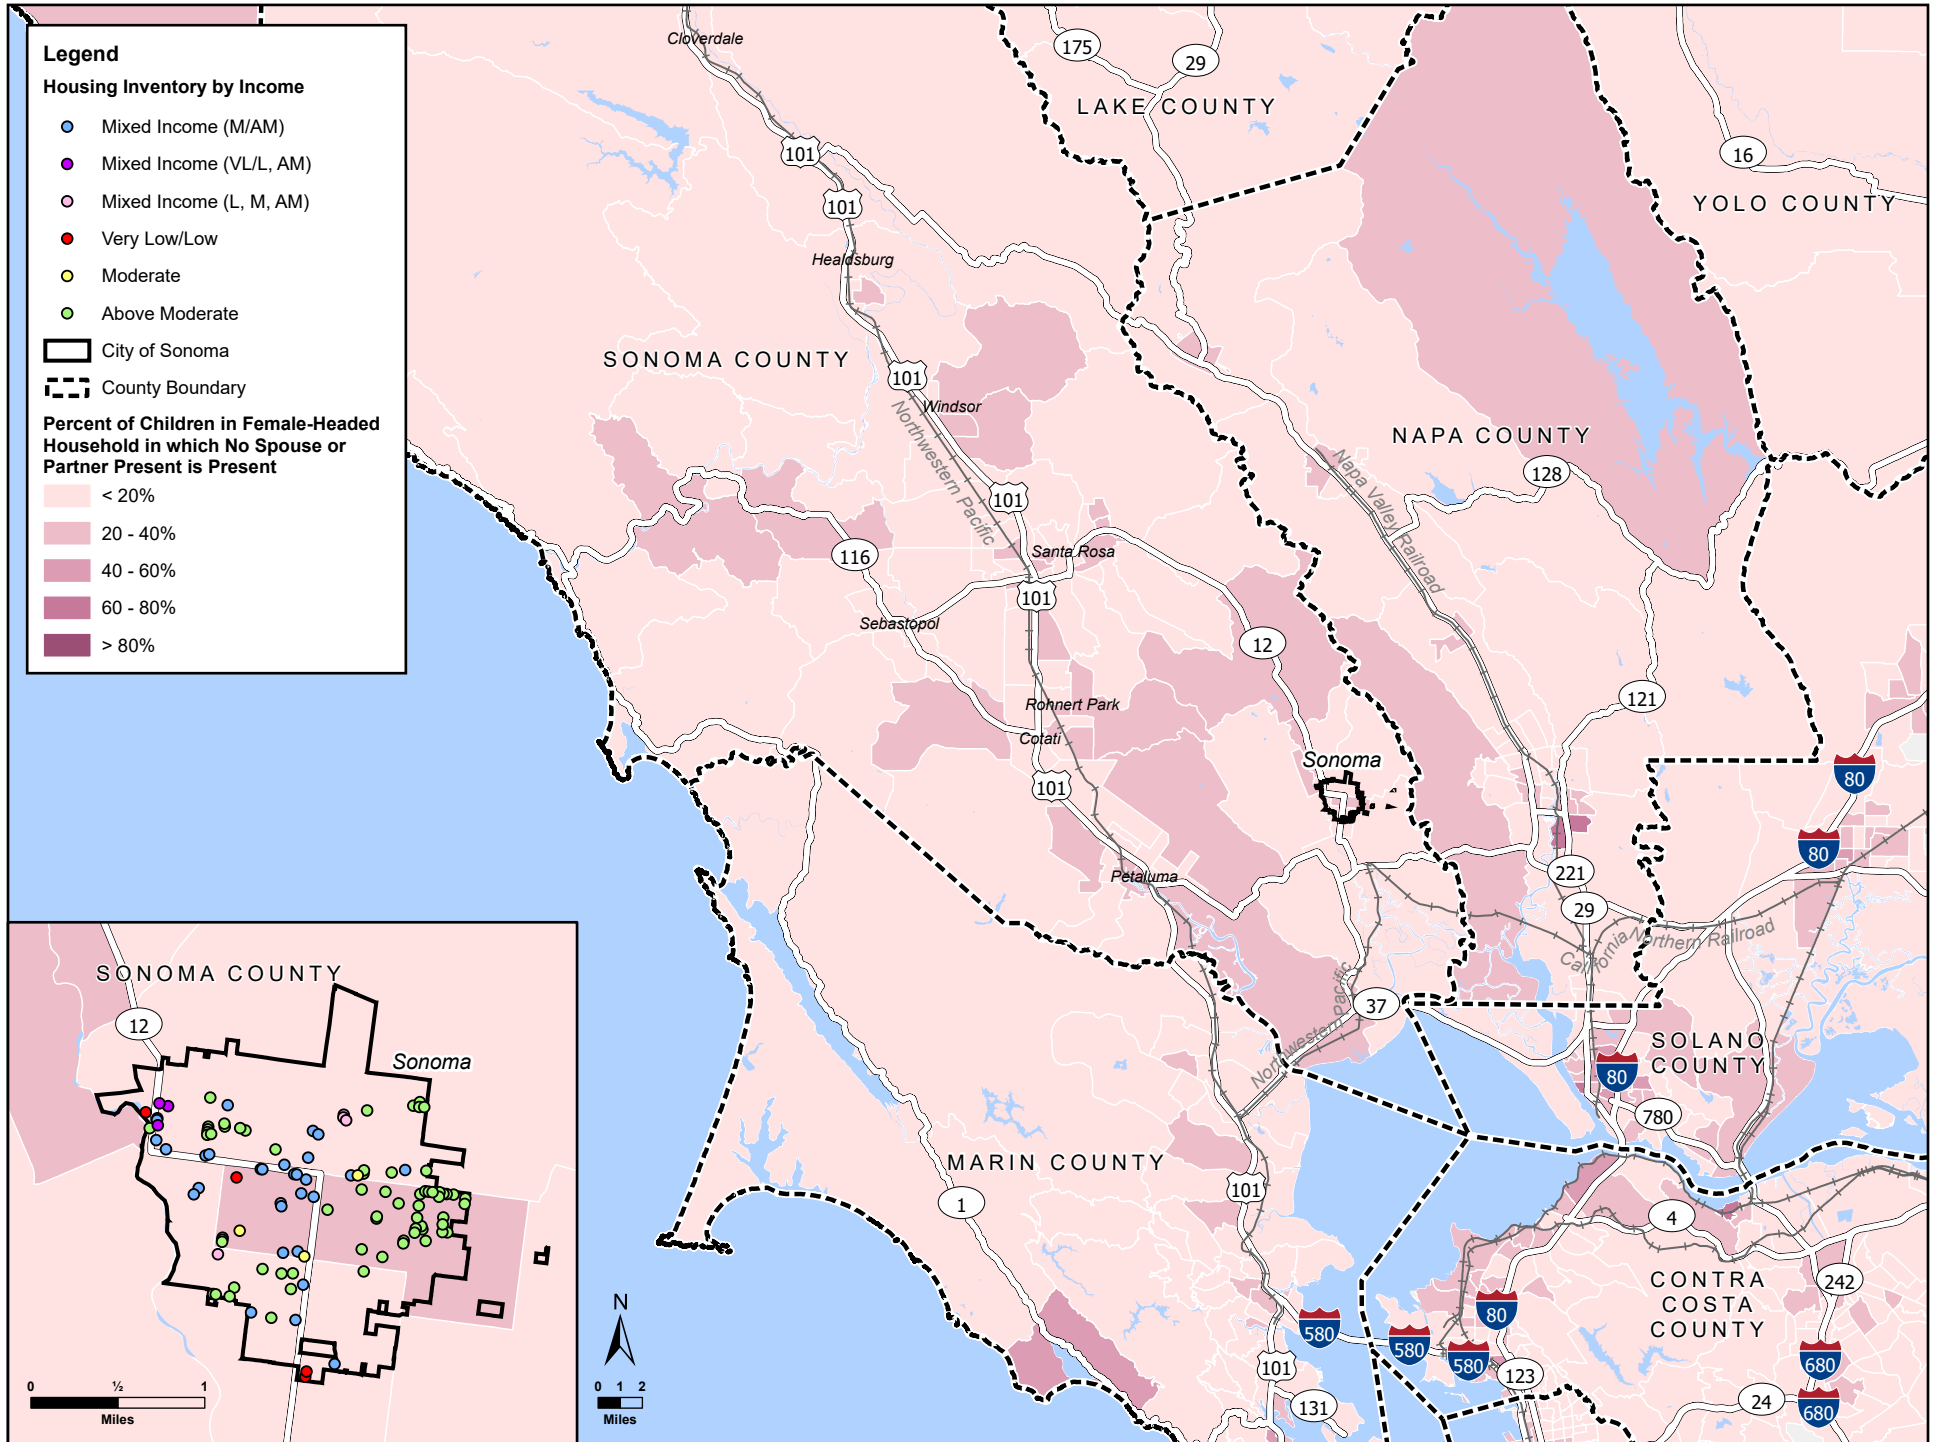 Legend
Housing Inventory by Income
Mixed Income (M/AM)
Mixed Income (VL/L, AM)
Mixed Income (L, M, AM)
Very Low/Low
Moderate
Above Moderate
City of Sonoma
County Boundary
Percent of Children in Female-Headed
Household in which No Spouse or
Partner Present is Present
< 20%
20 - 40%
40 - 60%
60 - 80%
> 80%
Cloverdale
175
29
LAKE COUNTY
101
16
101
YOLO COUNTY
Healdsburg
SONOMA COUNTY
101
Windsor
Northwestern Pacific
NAPA COUNTY
Napa Valley Railroad
128
101
116
Santa Rosa
101
Sebastopol
12
121
Rohnert Park
Cotati
Sonoma
101
80
80
Petaluma
221
29
California Northern Railroad
Northwestern Pacific
37
SOLANO
COUNTY
80
780
MARIN COUNTY
101
1
4
CONTRA
COSTA
COUNTY
242
80
580
580
580
680
101
123
131
24
680
SONOMA COUNTY
12
Sonoma
0
½
1
Miles
N
0
1
2
Miles